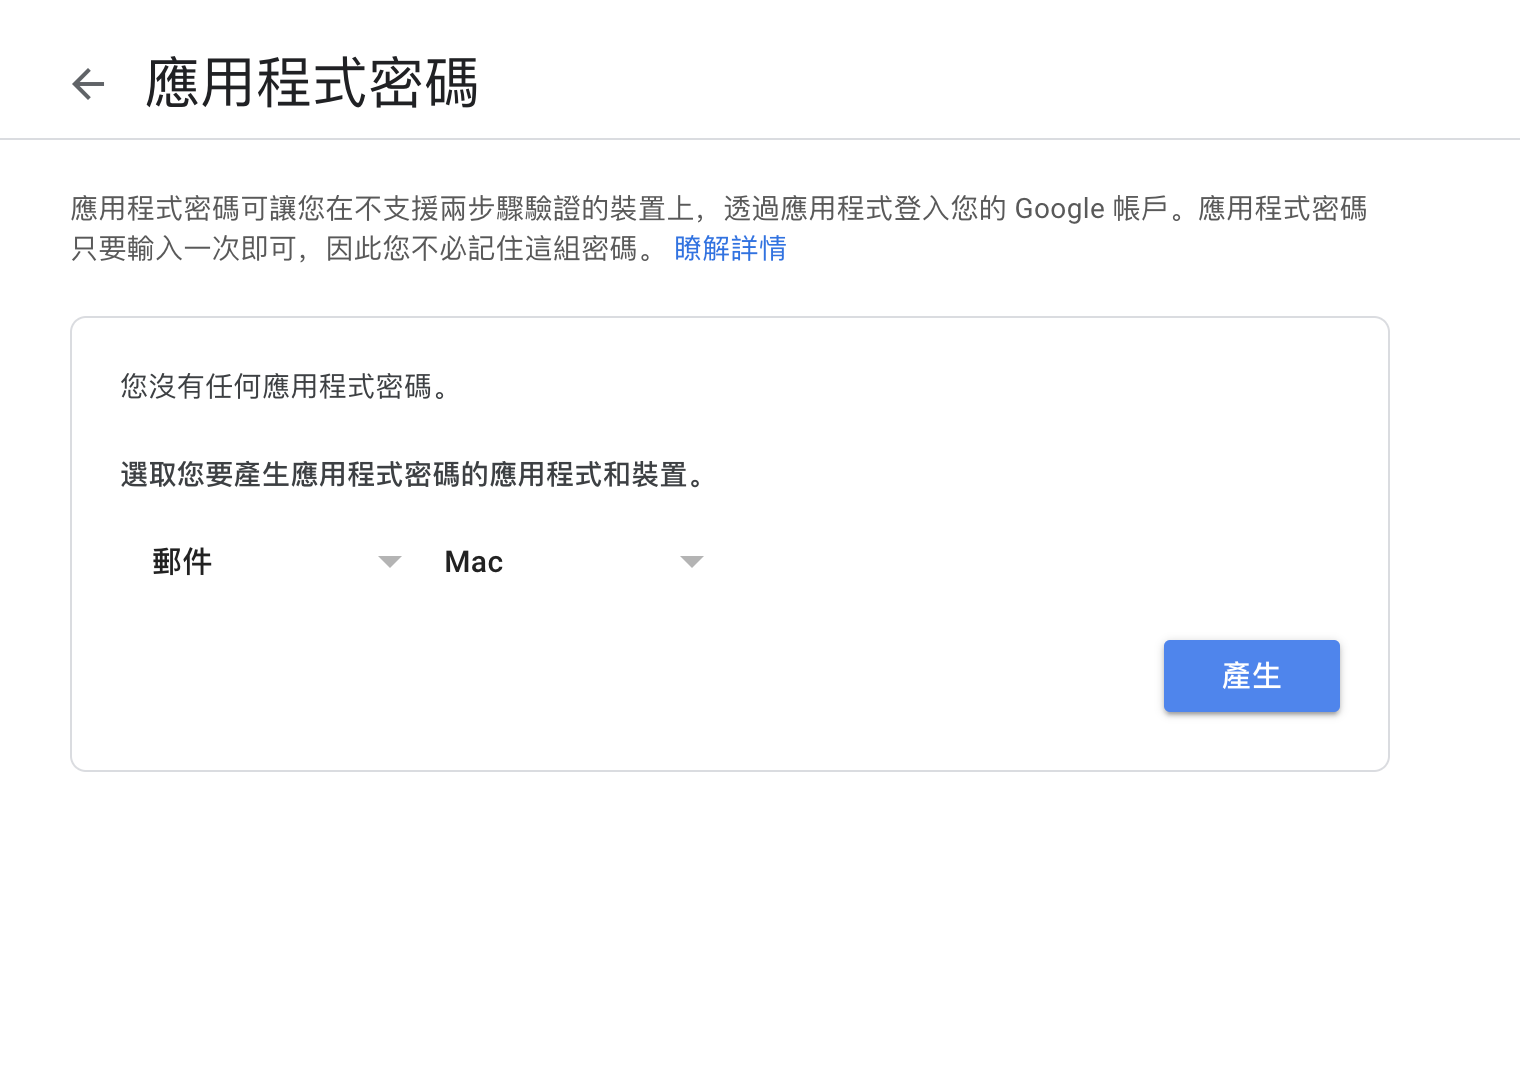 應用程式密碼
應用程式密碼可讓您在不支援兩步驟驗證的裝置上，透過應用程式登入您的 Google 帳戶。應用程式密碼
只要輸入一次即可，因此您不必記住這組密碼。 瞭解詳情
您沒有任何應用程式密碼。
選取您要產生應用程式密碼的應用程式和裝置。
郵件 Mac
產生